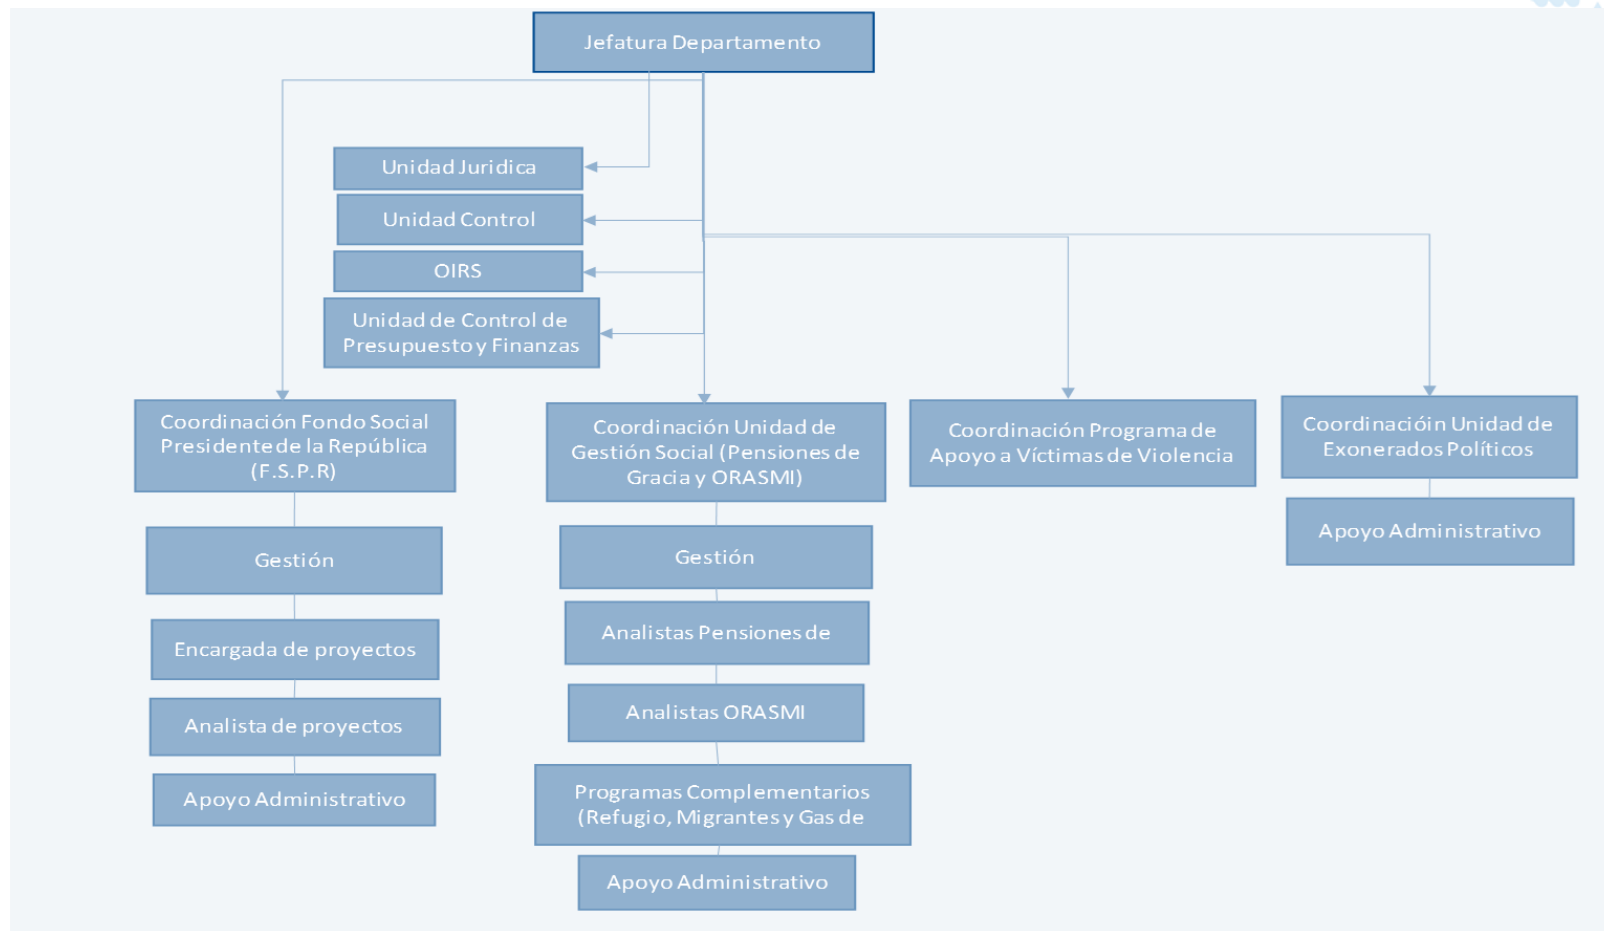 Jefatura Departamento
Unidad Juridica
Unidad Control
OIRS
Unidad de Control de
Presupuesto y Finanzas
Coordinación Fondo Social
Presidente de la República
(F.S.P.R)
Gestión
Encargada de proyectos
Analista de proyectos
Apoyo Administrativo
Coordinación Unidad de
Gestión Social (Pensiones de
Gracia y ORASMI)
Gestión
Analistas Pensiones de
Analistas ORASMI
Programas Complementarios
(Refugio, Migrantes y Gas de
Apoyo Administrativo
Coordinación Programa de
Apoyo a Víctimas de Violencia
Coordinacióin Unidad de
Exonerados Políticos
Apoyo Administrativo